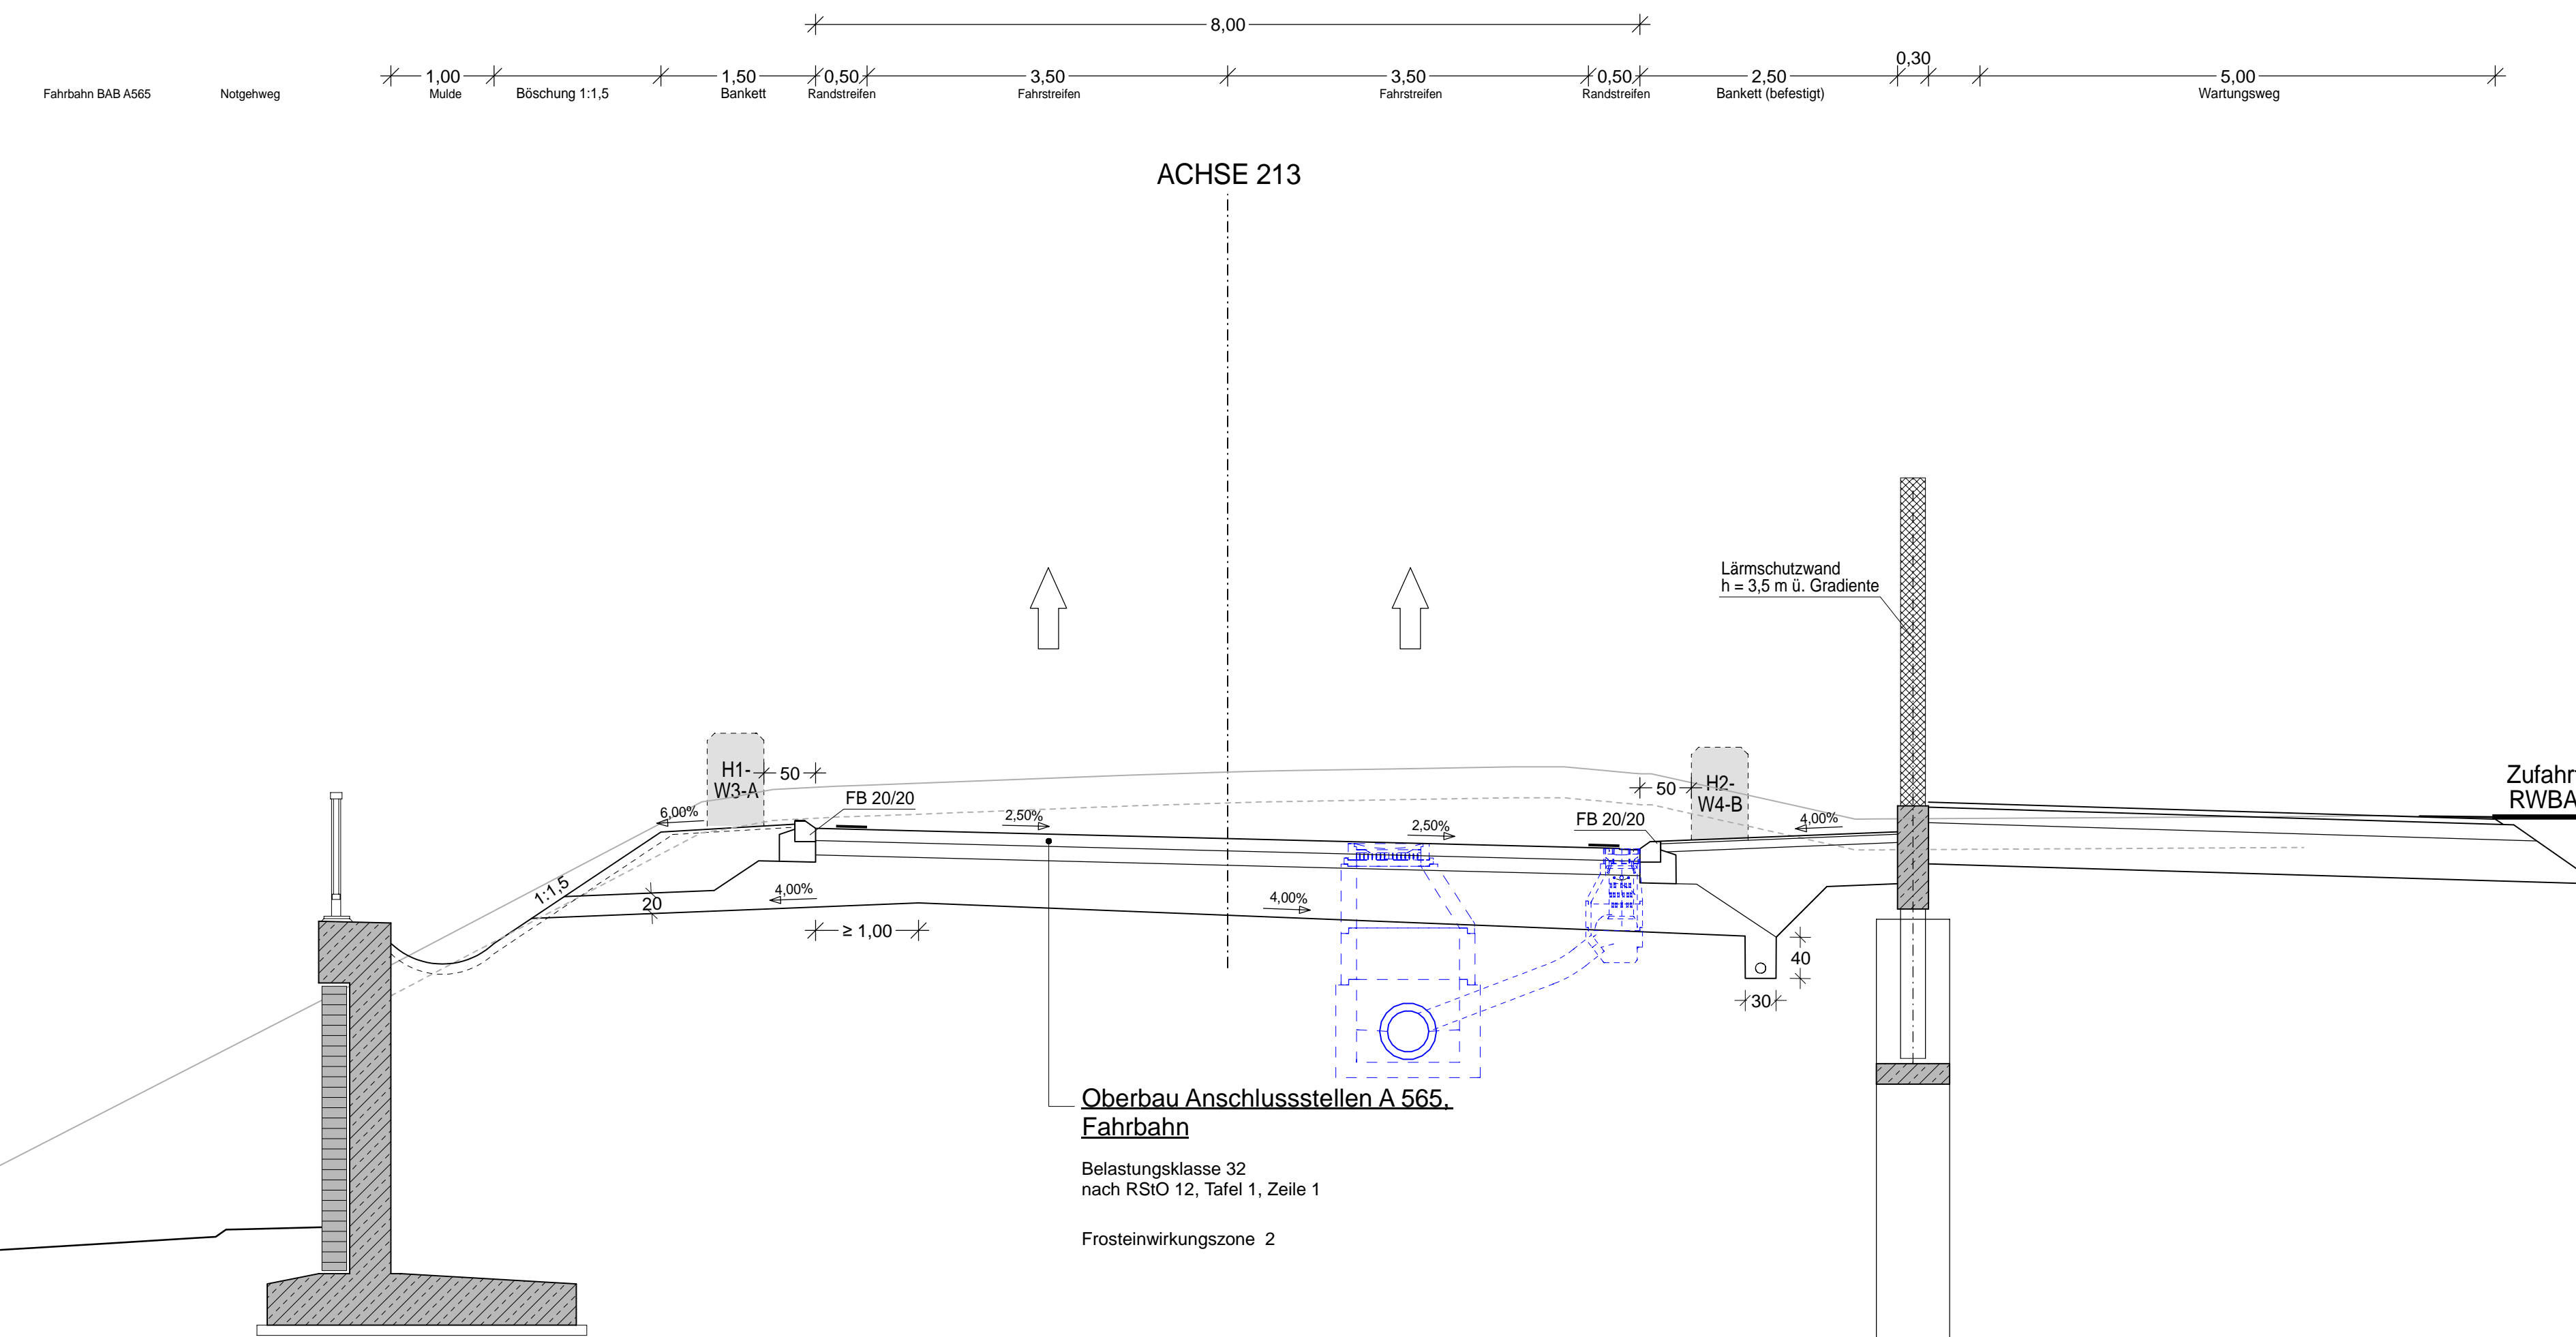 8,00
0,30
1,00 1,50 0,50 3,50 3,50 0,50 2,50 5,00
Fahrbahn BAB A565 Notgehweg Mulde Böschung 1:1,5 Bankett Randstreifen Fahrstreifen Fahrstreifen Randstreifen Bankett (befestigt) Wartungsweg
ACHSE 213
Lärmschutzwand
h = 3,5 m ü. Gradiente
H1-
W3-A
50
50
H2-
W4-B
Zufahr
RWBA
FB 20/20
FB 20/20
6,00%
2,50%
2,50%
4,00%
1:1,5
20
4,00%
4,00%
≥ 1,00
40
30
Oberbau Anschlussstellen A 565,
Fahrbahn
Belastungsklasse 32
nach RStO 12, Tafel 1, Zeile 1
Frosteinwirkungszone 2